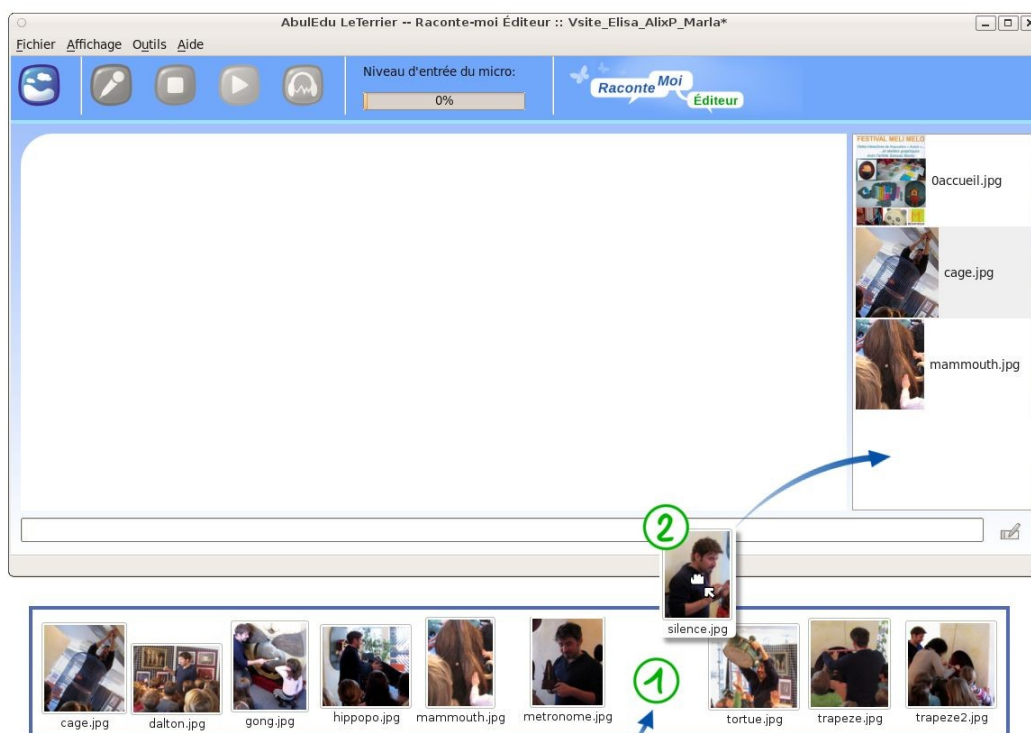 AbulEdu LeTerrier -- Raconte-moi Éditeur :: Vsite_Elisa_AlixP_Marla*
Fichier Affichage Outils Aide
Niveau d'entrée du micro:
0%
Raconte Moi
Éditeur
FESTIVAL MELI MELO
0accueil.jpg
cage.jpg
mammouth.jpg
2
silence.jpg
1
cage.jpg dalton.jpg gong.jpg hippopo.jpg mammouth.jpg metronome.jpg tortue.jpg trapeze.jpg trapeze2.jpg